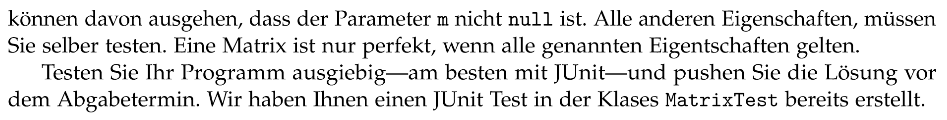 können davon ausgehen, dass der Parameter m nicht null ist. Alle anderen Eigenschaften, müssen
Sie selber testen. Eine Matrix ist nur perfekt, wenn alle genannten Eigentschaften gelten.
Testen Sie Ihr Programm ausgiebig—am besten mit JUnit—und pushen Sie die Lösung vor
dem Abgabetermin. Wir haben Ihnen einen JUnit Test in der Klases MatrixTest bereits erstellt.